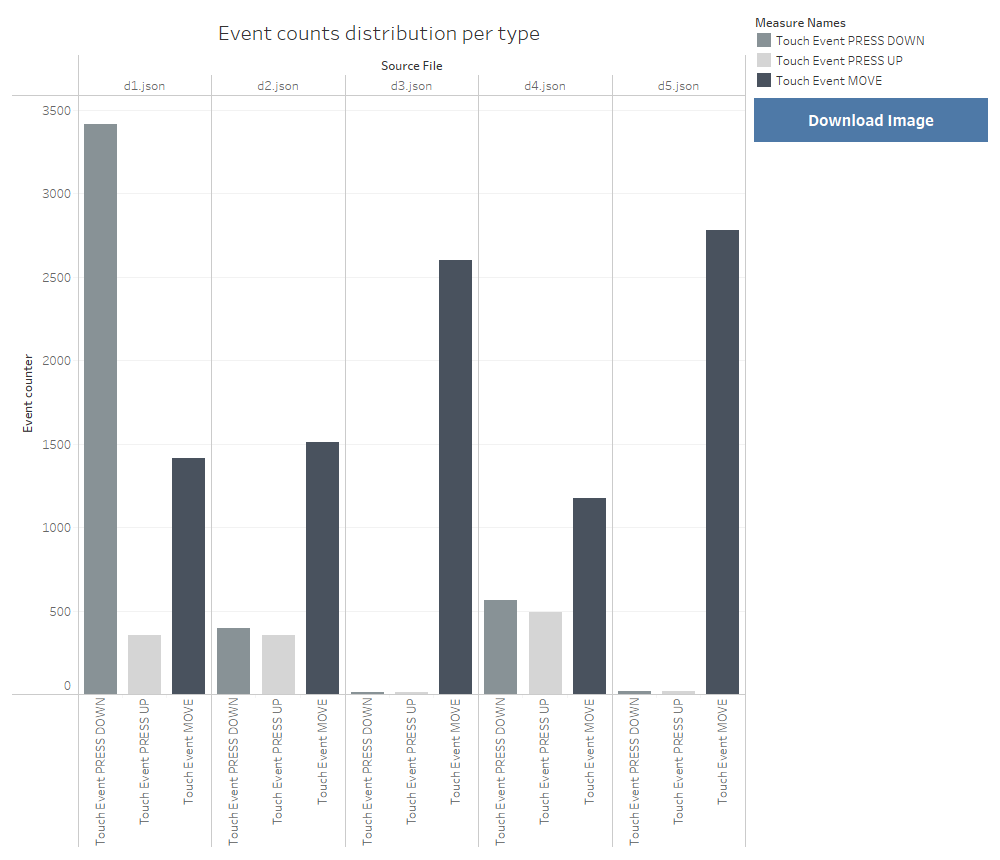 Event counts distribution per type
Measure Names
Touch Event PRESS DOWN
Touch Event PRESS UP
Touch Event MOVE
Download Image
Source File
d1.json d2.json d3.json d4.json d5.json
3500
3000
2500
2000
1500
1000
500
0
Event counter
Touch Event PRESS DOWN
Touch Event PRESS UP
Touch Event MOVE
Touch Event PRESS DOWN
Touch Event PRESS UP
Touch Event MOVE
Touch Event PRESS DOWN
Touch Event PRESS UP
Touch Event MOVE
Touch Event PRESS DOWN
Touch Event PRESS UP
Touch Event MOVE
Touch Event PRESS DOWN
Touch Event PRESS UP
Touch Event MOVE